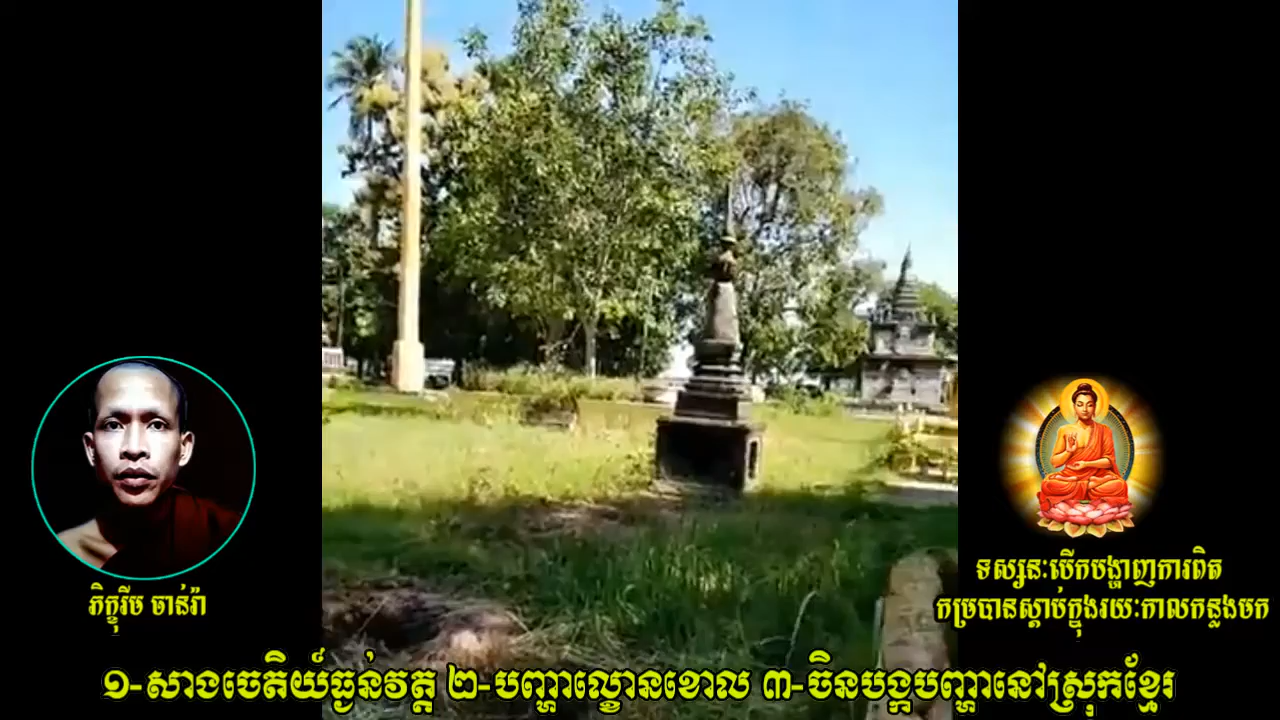 ភិក្ខុរឹម ចាន់រ៉ា
ទស្សនៈបើកបង្ហាញការពិត
កម្របានស្តាប់ក្នុងរយៈកាលកន្លងមក
១-សាងចេតិយ៍ធ្ងន់វត្ត ២-បញ្ហាល្ខោនខោល ៣-ចិនបង្កបញ្ហានៅស្រុកខ្មែរ